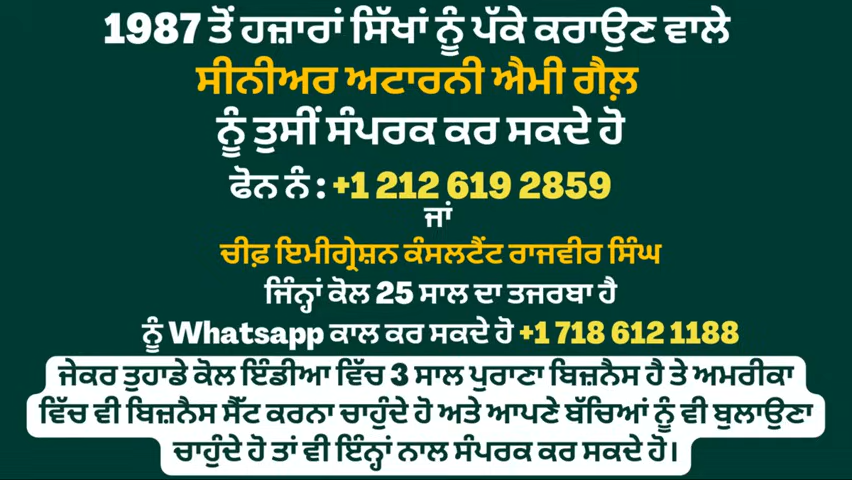 1987 ਤੋਂ ਹਜ਼ਾਰਾਂ ਸਿੱਖਾਂ ਨੂੰ ਪੱਕੇ ਕਰਾਉਣ ਵਾਲੇ
ਸੀਨੀਅਰ ਅਟਾਰਨੀ ਐਮੀ ਗੈਲ਼
ਨੂੰ ਤੁਸੀਂ ਸੰਪਰਕ ਕਰ ਸਕਦੇ ਹੋ
ਫੋਨ ਨੰ : +1 212 619 2859
ਜਾਂ
ਚੀਫ਼ ਇਮੀਗ੍ਰੇਸ਼ਨ ਕੰਸਲਟੈਂਟ ਰਾਜਵੀਰ ਸਿੰਘ
ਜਿੰਨ੍ਹਾਂ ਕੋਲ 25 ਸਾਲ ਦਾ ਤਜਰਬਾ ਹੈ
ਨੂੰ Whatsapp ਕਾਲ ਕਰ ਸਕਦੇ ਹੋ +1 718 612 1188
ਜੇਕਰ ਤੁਹਾਡੇ ਕੋਲ ਇੰਡੀਆ ਵਿੱਚ 3 ਸਾਲ ਪੁਰਾਣਾ ਬਿਜ਼ਨੈਸ ਹੈ ਤੇ ਅਮਰੀਕਾ
ਵਿੱਚ ਵੀ ਬਿਜ਼ਨੈਸ ਸੈੱਟ ਕਰਨਾ ਚਾਹੁੰਦੇ ਹੋ ਅਤੇ ਆਪਣੇ ਬੱਚਿਆਂ ਨੂੰ ਵੀ ਬੁਲਾਉਣਾ
ਚਾਹੁੰਦੇ ਹੋ ਤਾਂ ਵੀ ਇੰਨ੍ਹਾਂ ਨਾਲ ਸੰਪਰਕ ਕਰ ਸਕਦੇ ਹੋ।